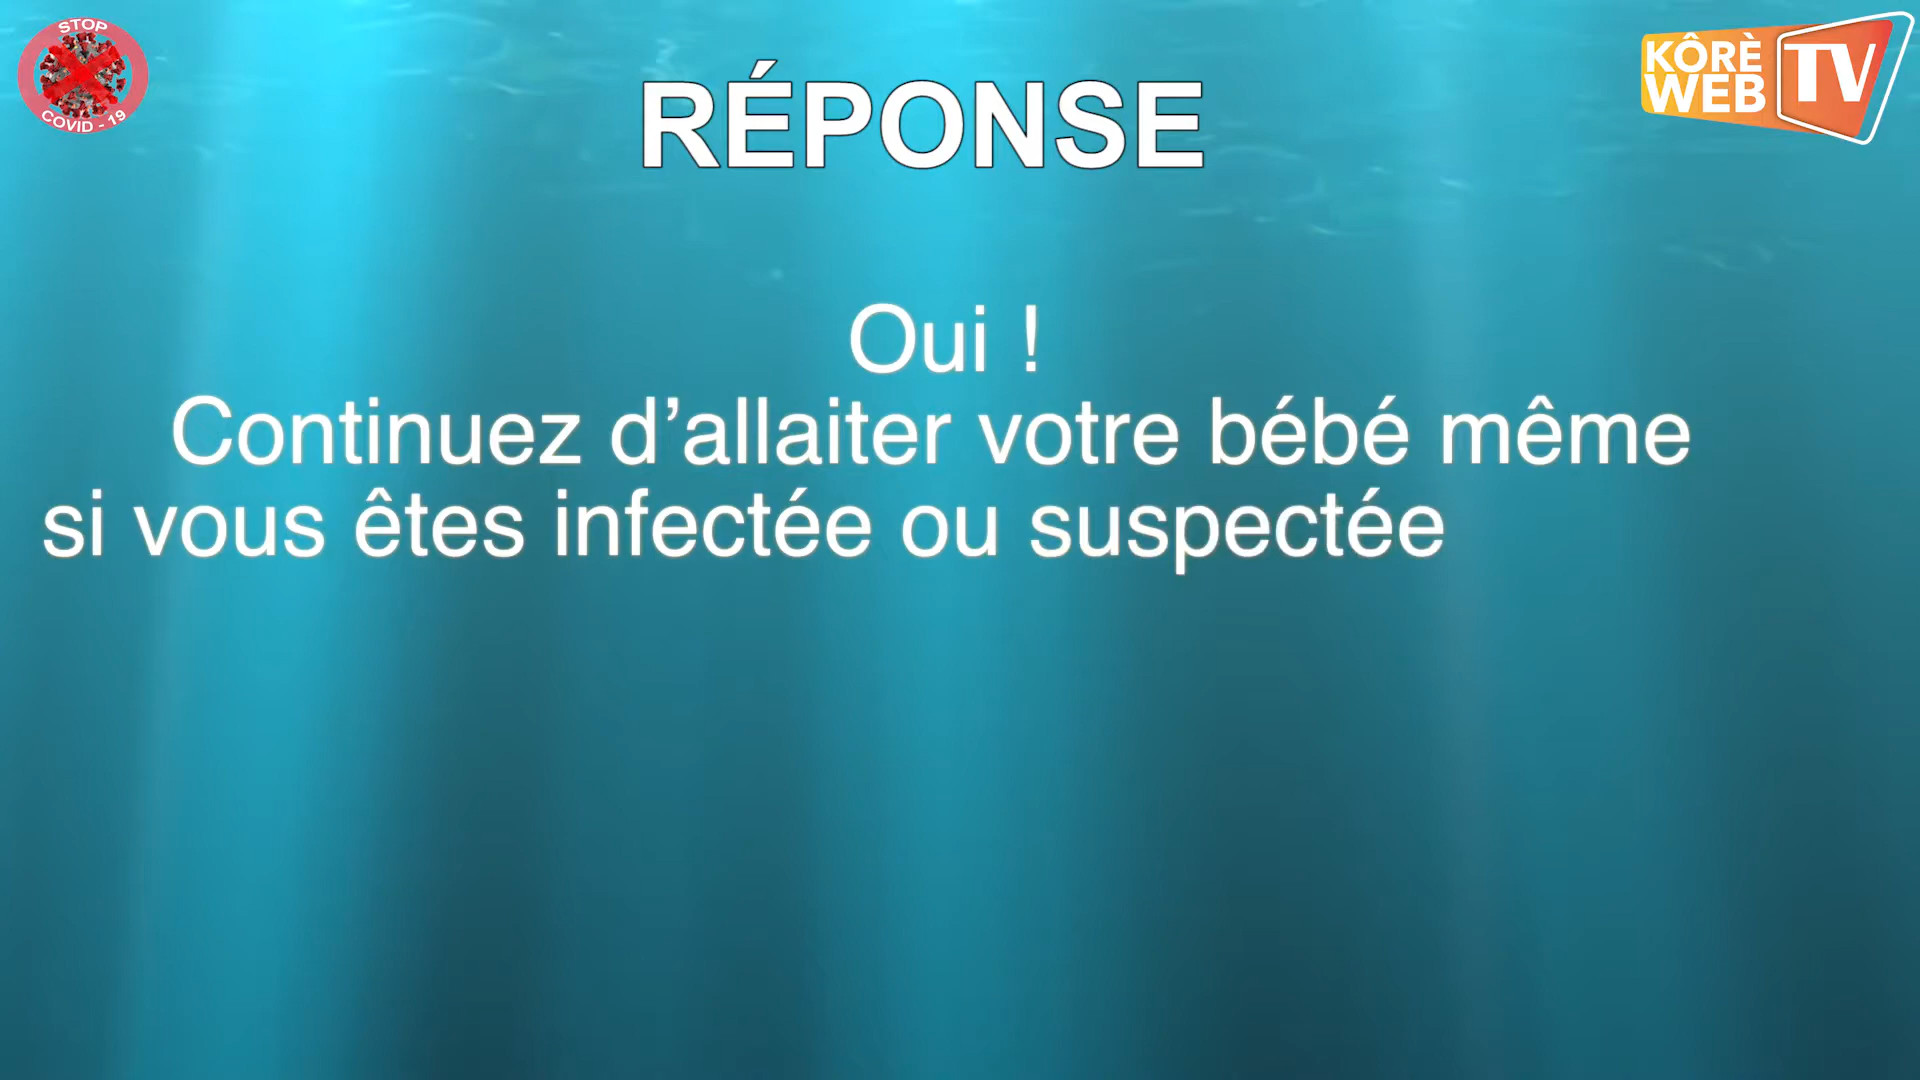 STOP
COVID - 19
KÔRÈ
WEB
TV
RÉPONSE
Oui !
Continuez d’allaiter votre bébé même
si vous êtes infectée ou suspectée